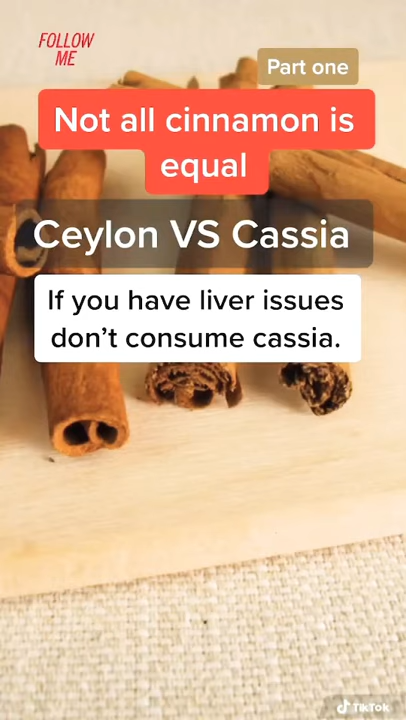 FOLLOW
ME
Part one
Not all cinnamon is
equal
Ceylon VS Cassia
If you have liver issues
don’t consume cassia.
TikTok